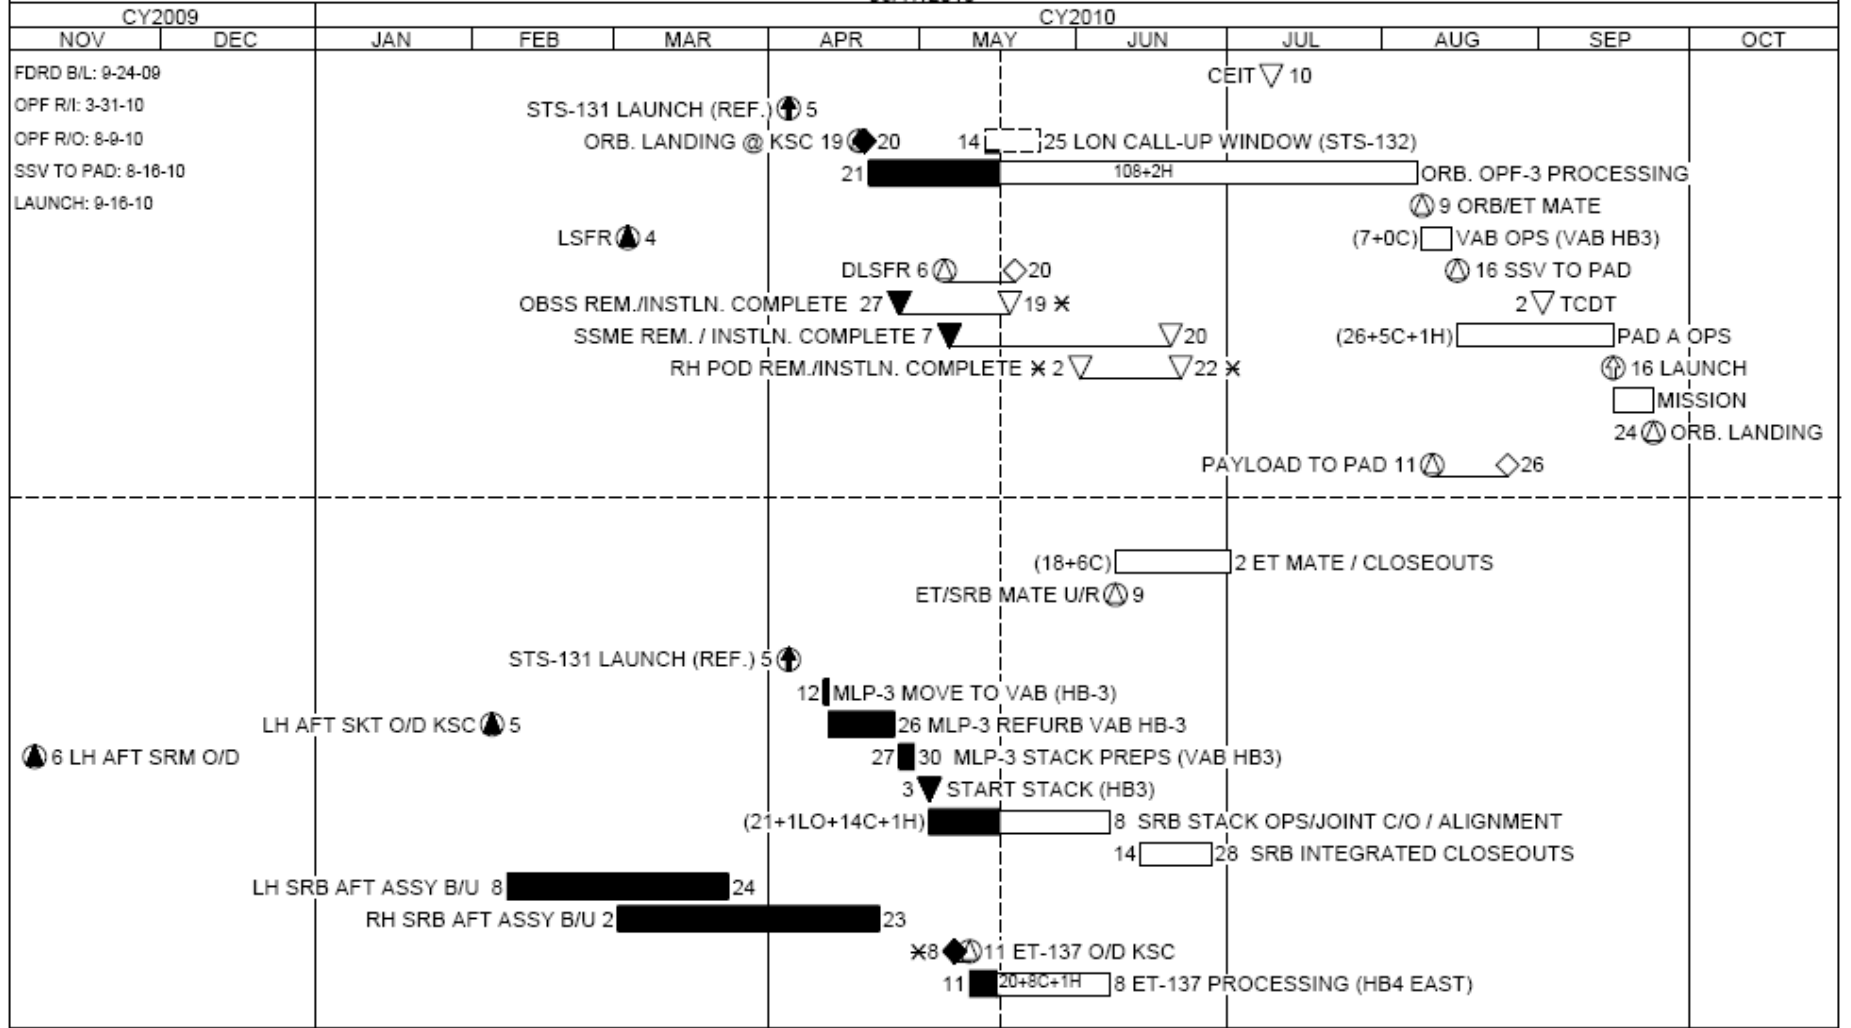 CY2009 CY2010
NOV DEC JAN FEB MAR APR MAY JUN JUL AUG SEP OCT
FDRD B/L: 9-24-09 CEIT 10
OPF R/I: 3-31-10 STS-131 LAUNCH (REF.) 5
OPF R/O: 8-9-10 ORB. LANDING @ KSC 19 20 14 25 LON CALL-UP WINDOW (STS-132)
SSV TO PAD: 8-16-10 21 108+2H ORB. OPF-3 PROCESSING
LAUNCH: 9-16-10 9 ORB/ET MATE
LSFR 4 (7+0C) VAB OPS (VAB HB3)
DLSFR 6 20 16 SSV TO PAD
OBSS REM./INSTLN. COMPLETE 27 19 2 TCDT
SSME REM. / INSTLN. COMPLETE 7 20 (26+5C+1H) PAD A OPS
RH POD REM./INSTLN. COMPLETE 2 22 16 LAUNCH
MISSION
24 ORB. LANDING
PAYLOAD TO PAD 11 26
(18+6C) 2 ET MATE / CLOSEOUTS
ET/SRB MATE U/R 9
STS-131 LAUNCH (REF.) 5
12 MLP-3 MOVE TO VAB (HB-3)
LH AFT SKT O/D KSC 5 26 MLP-3 REFURB VAB HB-3
6 LH AFT SRM O/D 27 30 MLP-3 STACK PREPS (VAB HB3)
3 START STACK (HB3)
(21+1LO+14C+1H) 8 SRB STACK OPS/JOINT C/O / ALIGNMENT
14 28 SRB INTEGRATED CLOSEOUTS
LH SRB AFT ASSY B/U 8 24
RH SRB AFT ASSY B/U 2 23
8 11 ET-137 O/D KSC
11 20+8C+1H 8 ET-137 PROCESSING (HB4 EAST)